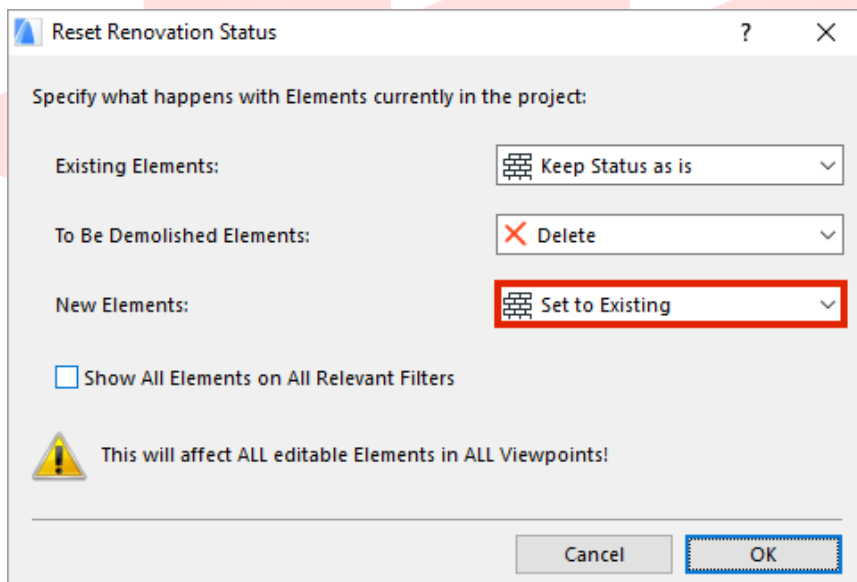 Reset Renovation Status
?
Specify what happens with Elements currently in the project:
Existing Elements: Keep Status as is
To Be Demolished Elements: Delete
New Elements: Set to Existing
Show All Elements on All Relevant Filters
This will affect ALL editable Elements in ALL Viewpoints!
Cancel OK